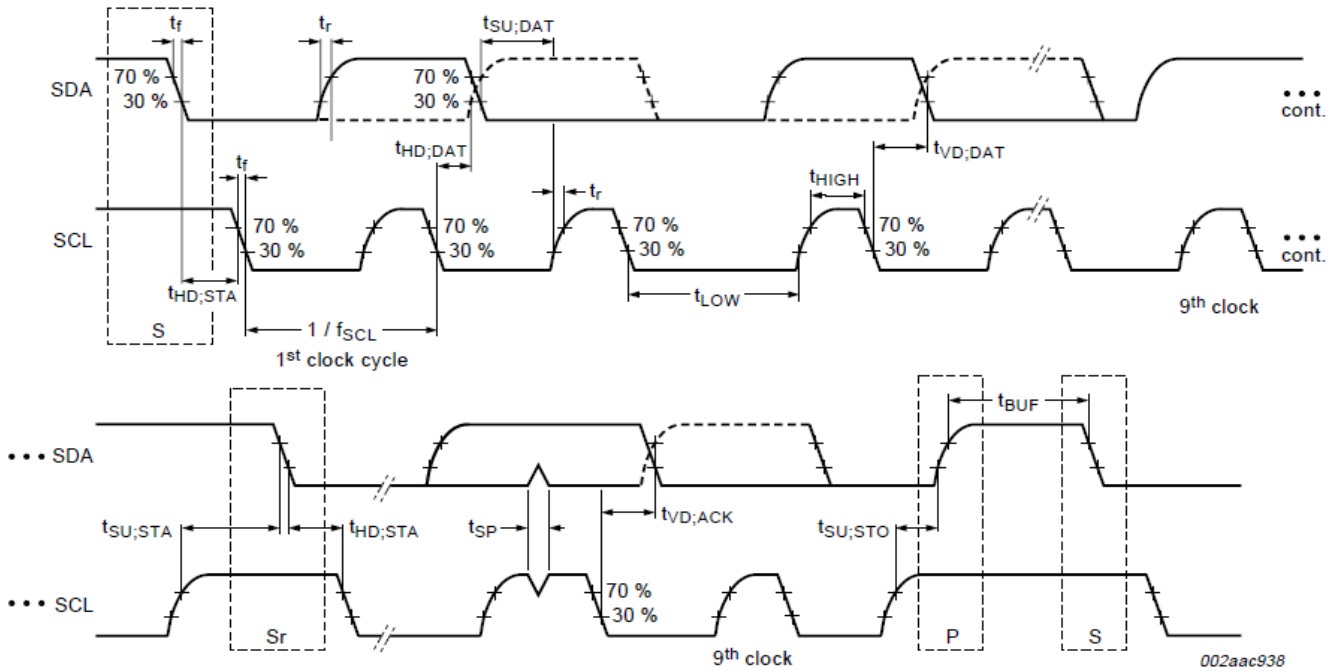 tf tr tSU;DAT
70 % 70 %
SDA
30 % 30 %
cont.
tHD;DAT tVD;DAT
tf tr tHIGH
70 % 70 % 70 % 70 %
SCL
30 % 30 % 30 % 30 %
cont.
tHD;STA tLOW
9th clock
S 1 / fSCL
1st clock cycle
tBUF
••• SDA
tSU;STA tHD;STA tSP tVD;ACK tSU;STO
70 %
••• SCL
30 %
Sr P S
9th clock
002aac938